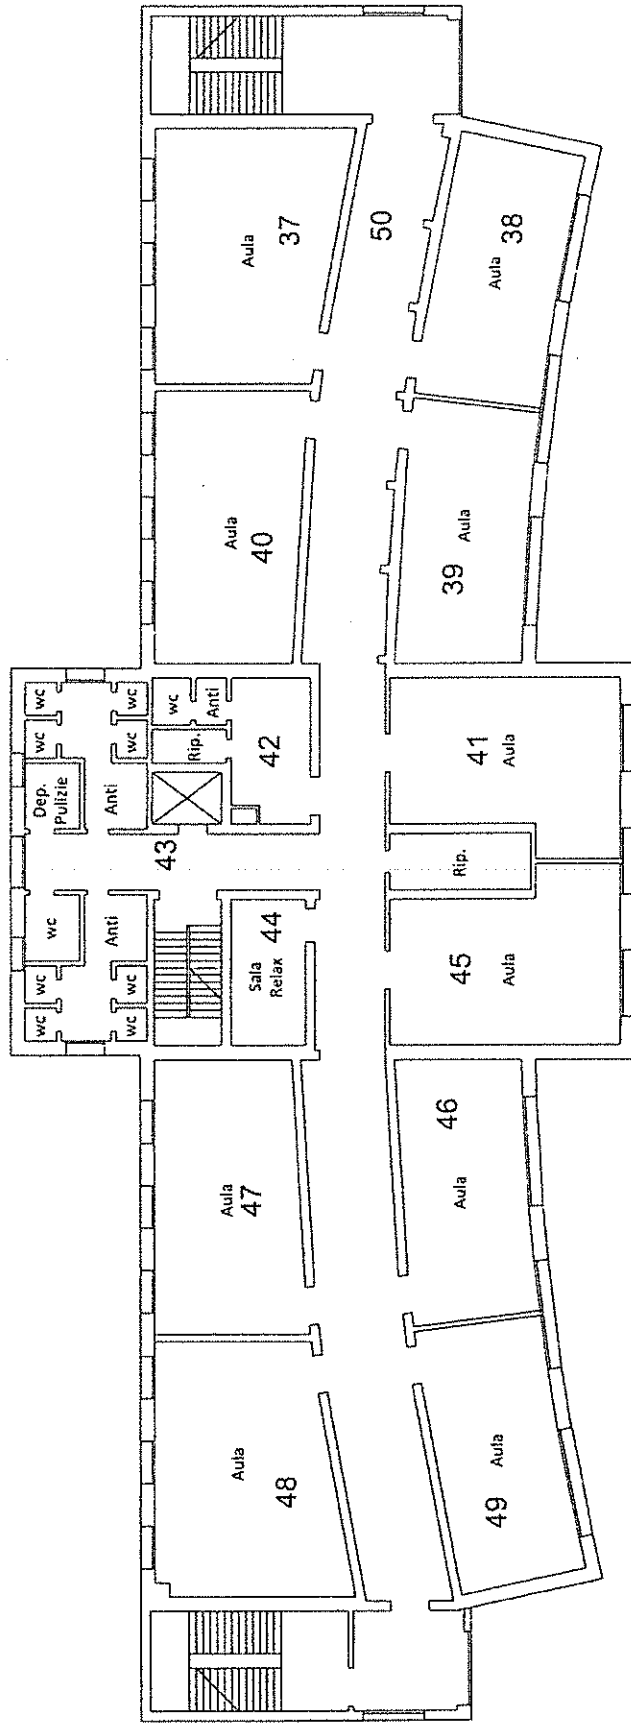 wc
wc
wc
Dep.
Pulizie
wc
wc
wc
wc
Anti
Anti
wc
wc
43
wc
Rip.
Anti
Aula
48
Aula
47
Sala
Relax
44
42
Aula
40
Aula
37
50
49
Aula
Aula
46
45
Aula
Rip.
41
Aula
39
Aula
Aula
38